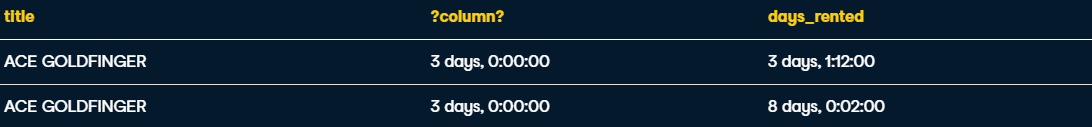 title ?column? days_rented
ACE GOLDFINGER 3 days, 0:00:00 3 days, 1:12:00
ACE GOLDFINGER 3 days, 0:00:00 8 days, 0:02:00